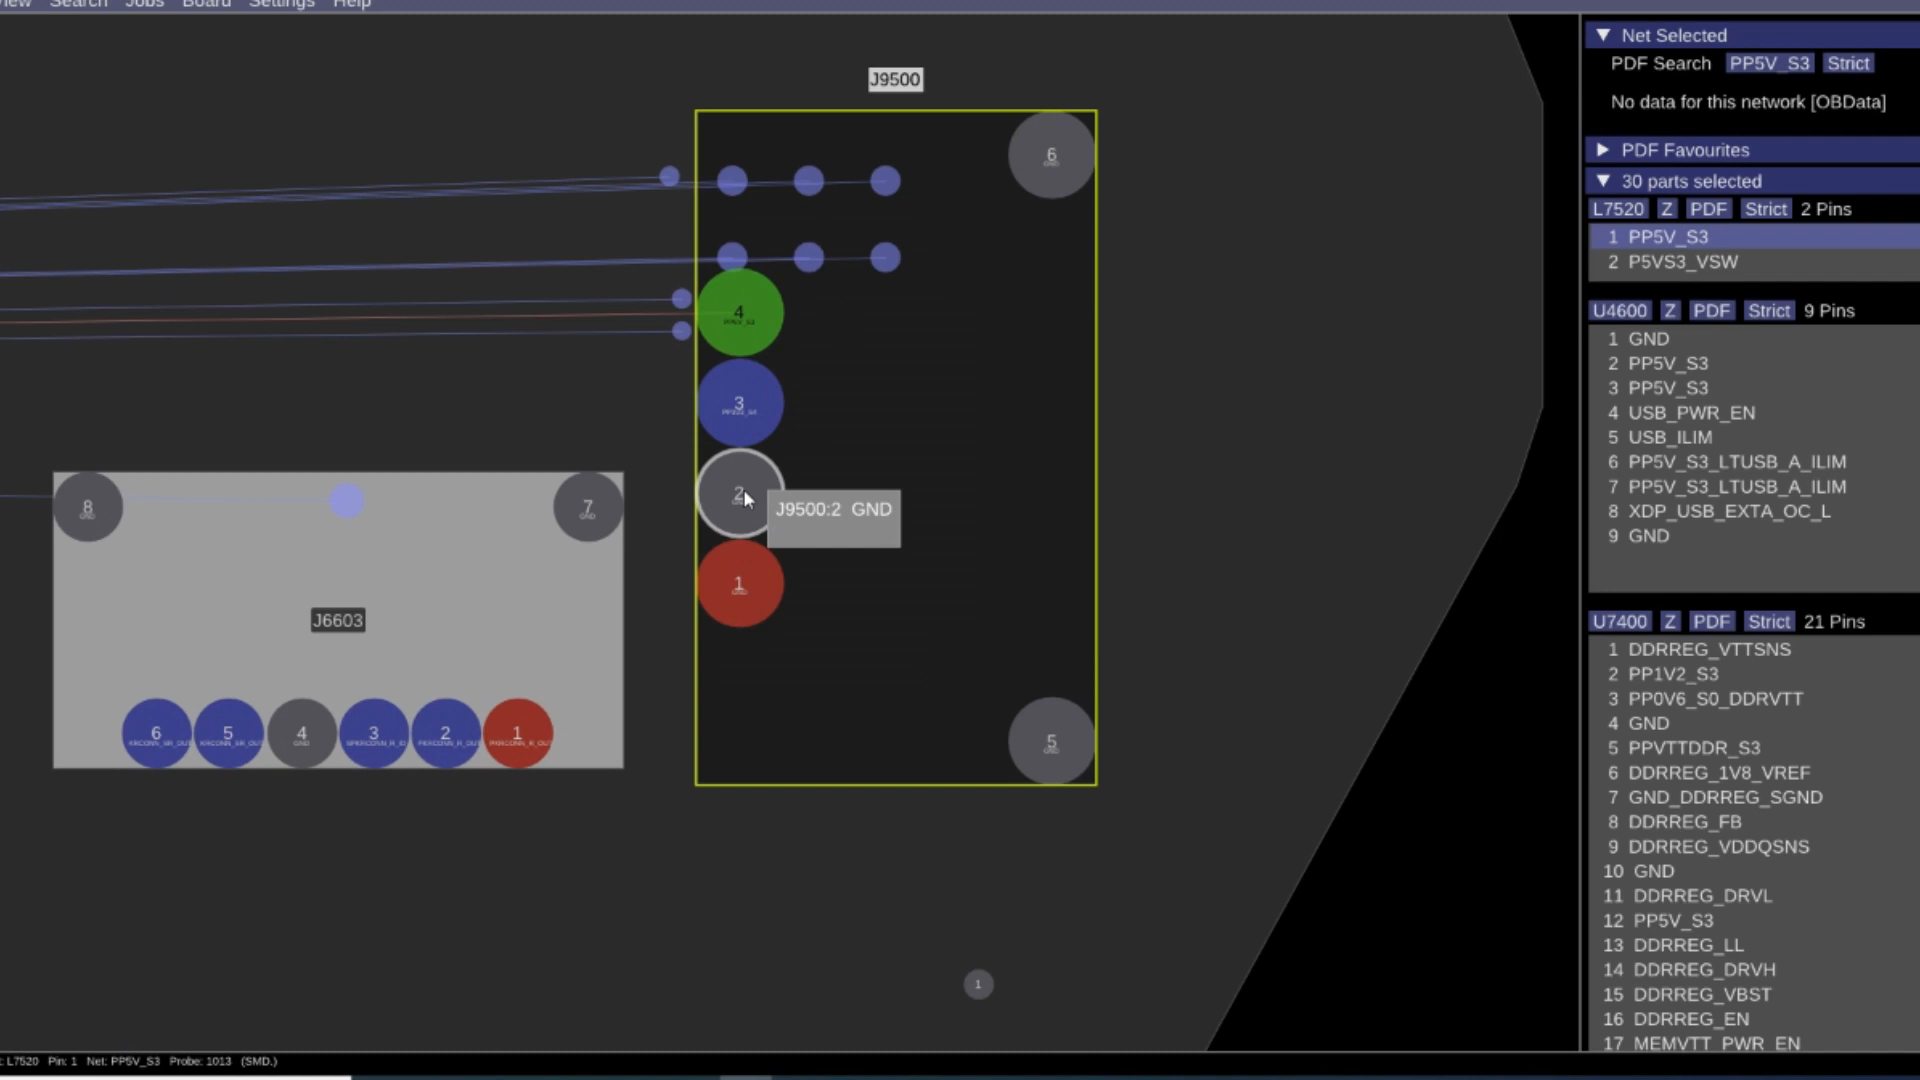 View Search Jobs Board Settings Help
J9500
6
4
PP5V_S3
3
2
J9500:2 GND
1
5
8
GND
7
GND
J6603
6
5
4
GND
3
2
1
1
Net Selected
PDF Search PP5V_S3 Strict
No data for this network [OBData]
PDF Favourites
30 parts selected
L7520 Z PDF Strict 2 Pins
1 PP5V_S3
2 P5VS3_VSW
U4600 Z PDF Strict 9 Pins
1 GND
2 PP5V_S3
3 PP5V_S3
4 USB_PWR_EN
5 USB_ILIM
6 PP5V_S3_LTUSB_A_ILIM
7 PP5V_S3_LTUSB_A_ILIM
8 XDP_USB_EXTA_OC_L
9 GND
U7400 Z PDF Strict 21 Pins
1 DDRREG_VTTSNS
2 PP1V2_S3
3 PP0V6_S0_DDRVTT
4 GND
5 PPVTTDDR_S3
6 DDRREG_1V8_VREF
7 GND_DDRREG_SGND
8 DDRREG_FB
9 DDRREG_VDDQSNS
10 GND
11 DDRREG_DRVL
12 PP5V_S3
13 DDRREG_LL
14 DDRREG_DRVH
15 DDRREG_VBST
16 DDRREG_EN
17 MEMVTT_PWR_EN
: L7520 Pin: 1 Net: PP5V_S3 Probe: 1013 (SMD.)